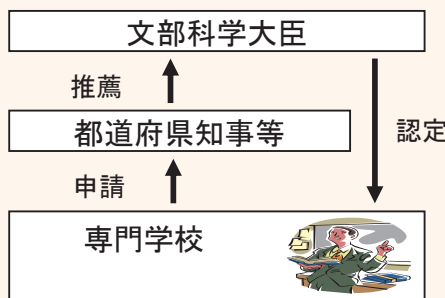 文部科学大臣
推薦
都道府県知事等
認定
申請
専門学校